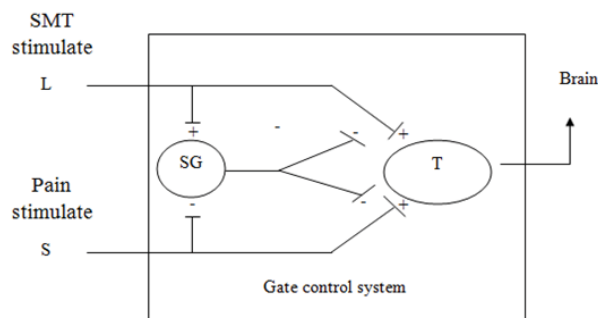 SMT
stimulate
L
Brain
+
-
-
+
SG
T
Pain
stimulate
-
-
+
S
Gate control system